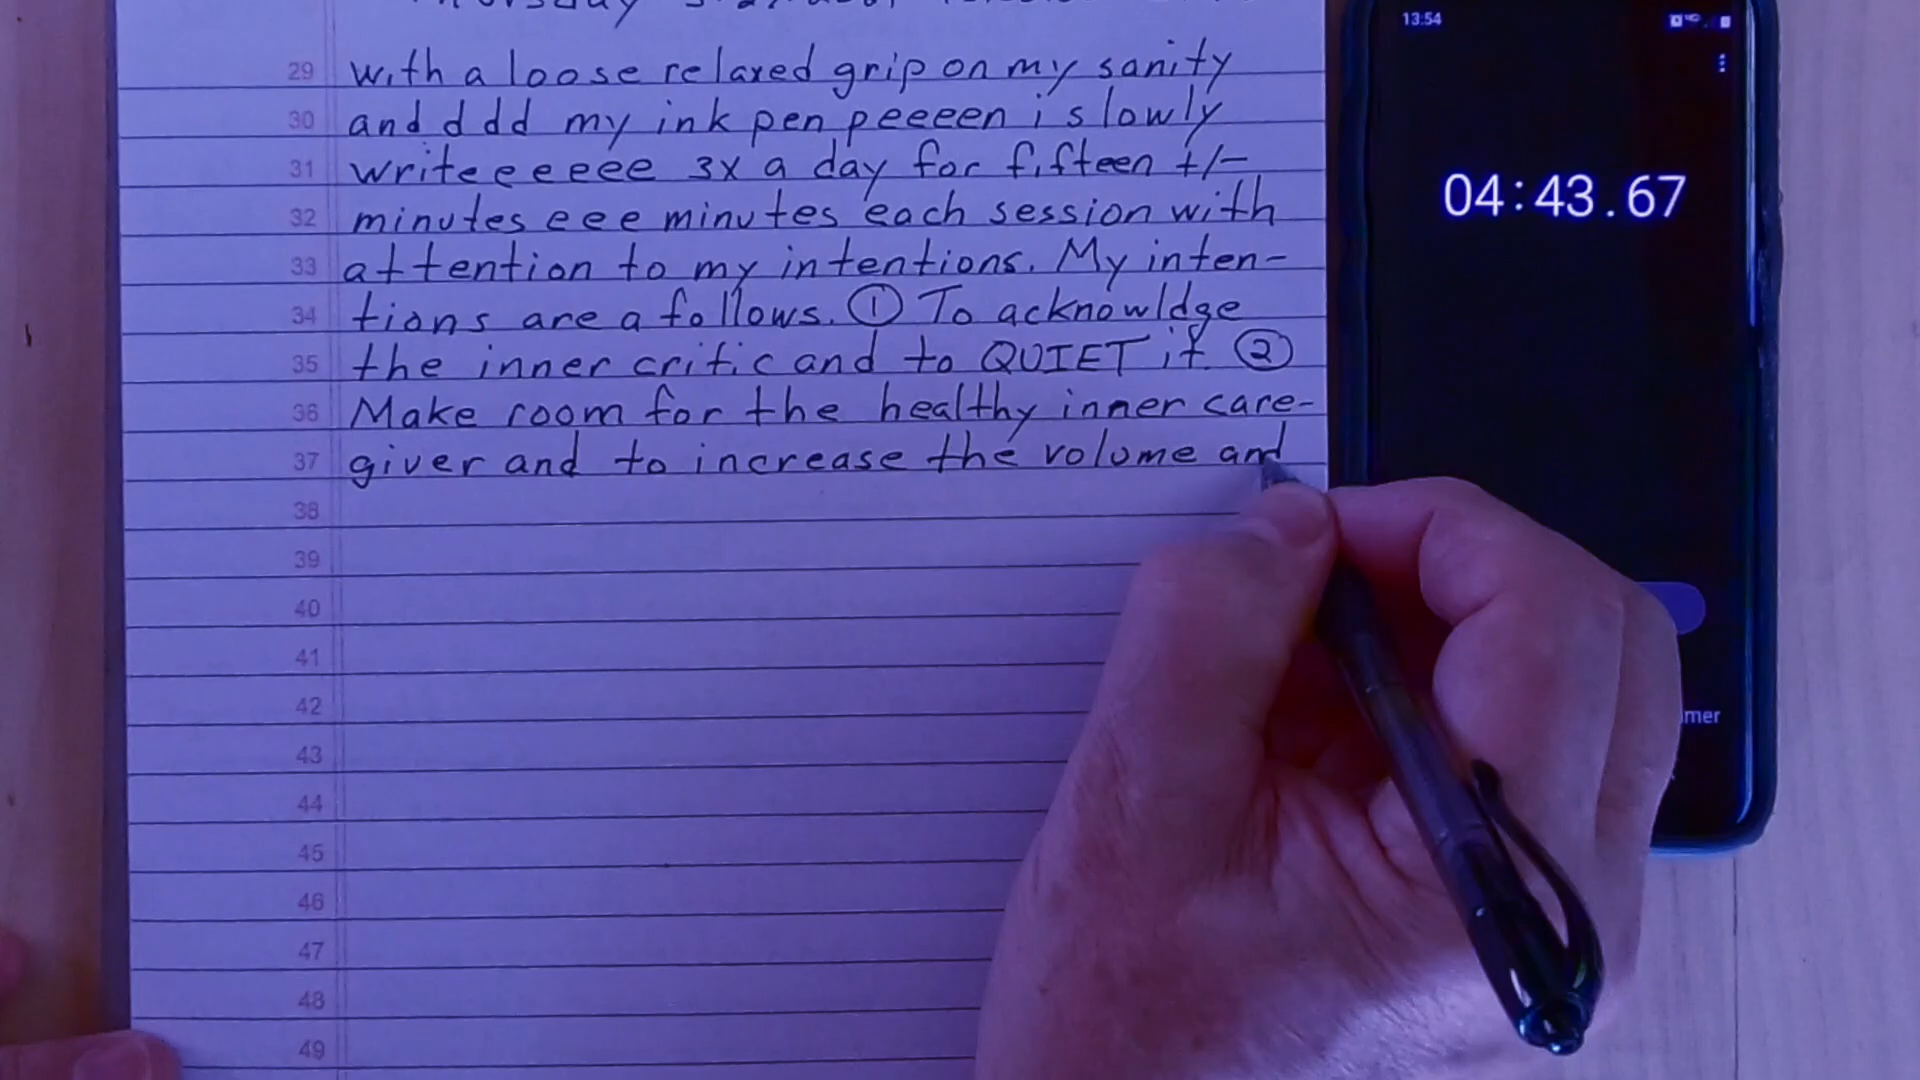 Thursday
29 with a loose relaxed grip on my sanity
30 and d dd my ink pen peeeen i slowly
31 writeeeeee 3x a day for fifteen +/-
32 minutes eee minutes each session with
33 attention to my intentions. My inten-
34 tions are a follows. ① To acknowldge
35 the inner critic and to QUIET it. ②
36 Make room for the healthy inner care-
37 giver and to increase the volume and
38
39
40
41
42
43
44
45
46
47
48
49
13:54
04:43.67
mer